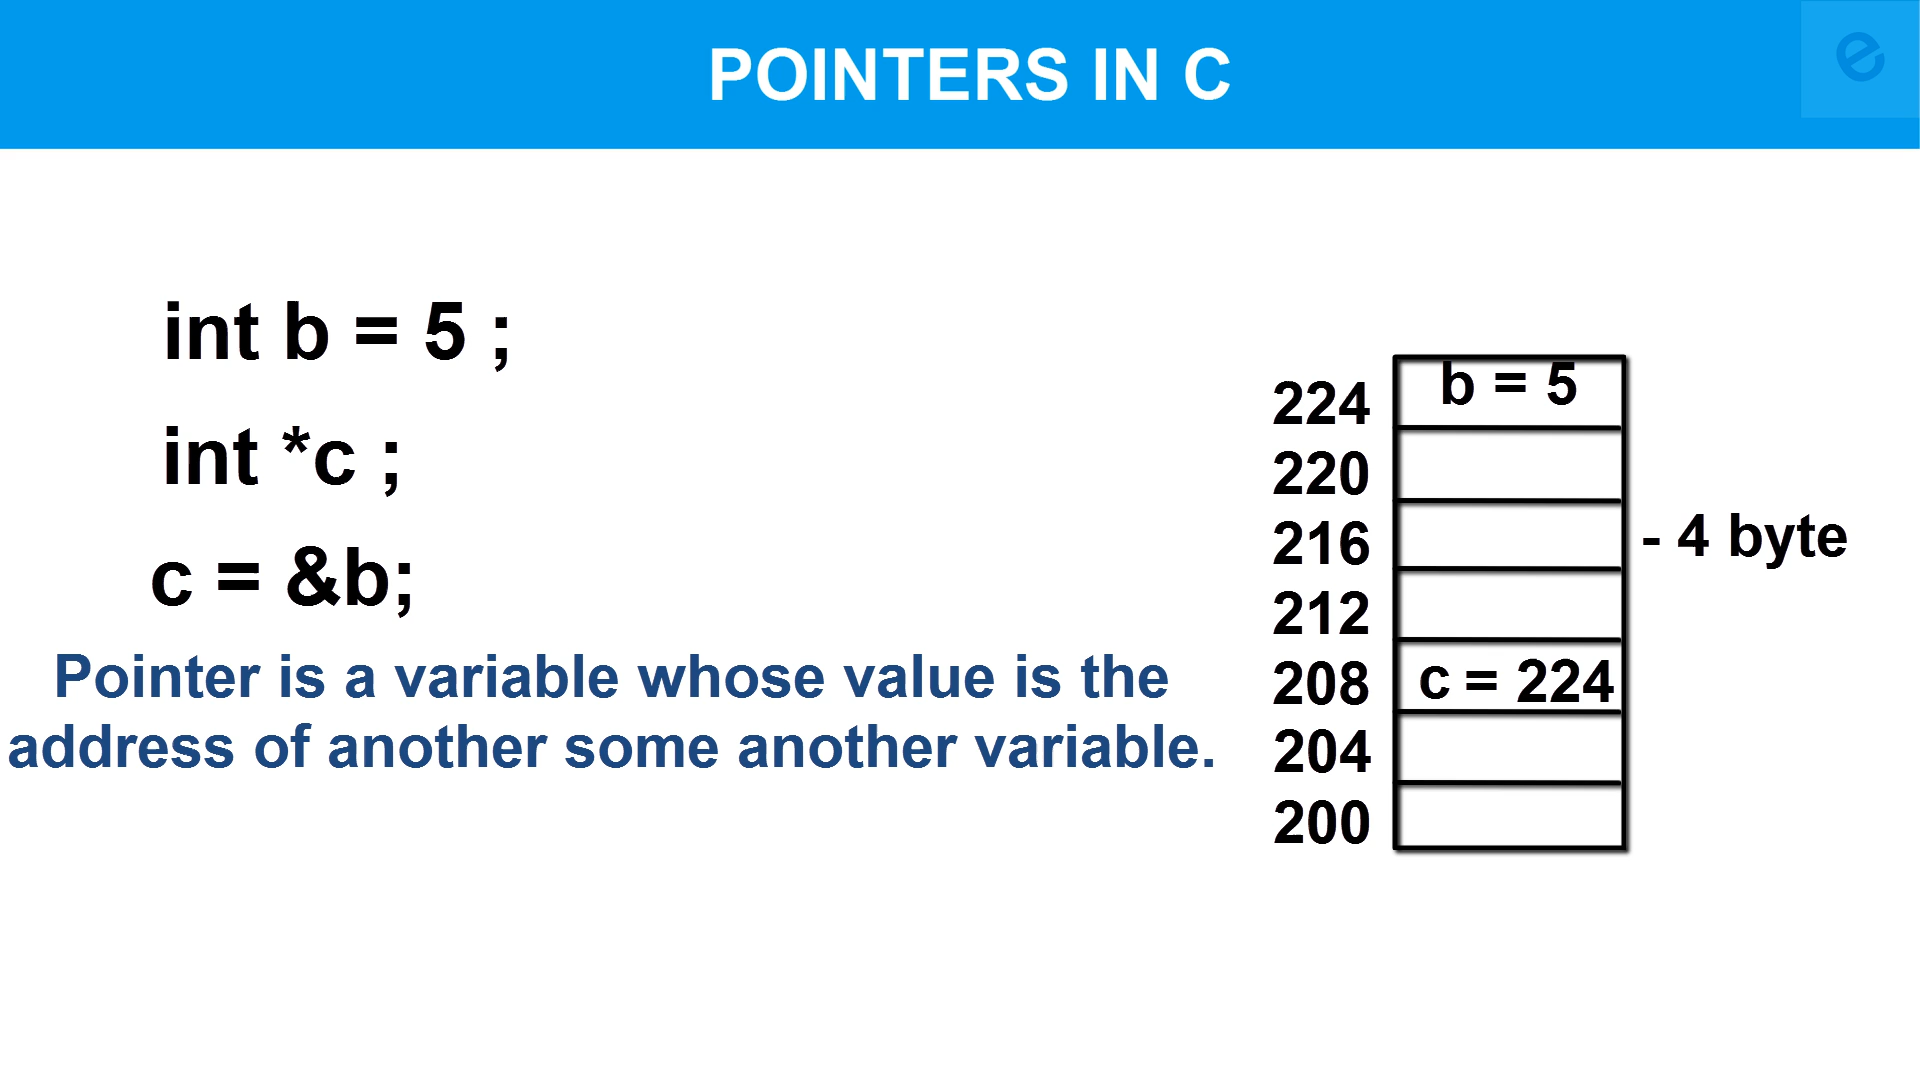 POINTERS IN C
e
int b = 5 ;
int *c ;
c = &b;
Pointer is a variable whose value is the
address of another some another variable.
224 b = 5
220
216 - 4 byte
212
208 c = 224
204
200